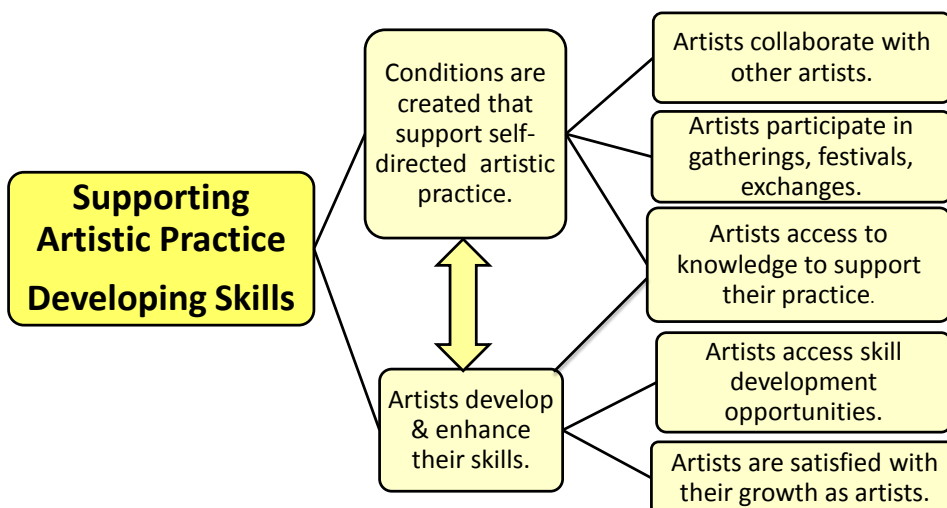 Supporting
Artistic Practice
Developing Skills
Conditions are
created that
support self-
directed artistic
practice.
Artists develop
& enhance
their skills.
Artists collaborate with
other artists.
Artists participate in
gatherings, festivals,
exchanges.
Artists access to
knowledge to support
their practice.
Artists access skill
development
opportunities.
Artists are satisfied with
their growth as artists.